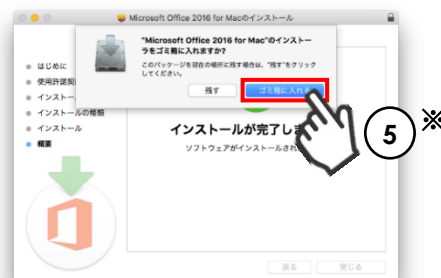 Microsoft Office 2016 for Macのインストール
"Microsoft Office 2016 for Mac"のインストー
ラをゴミ箱に入れますか?
このパッケージを現在の場所に残す場合は、"残す"をクリック
してください。
残す
ゴミ箱に入れ
はじめに
使用許諾契
インストー
インストールの種類
インストール
概要
インストールが完了しま
ソフトウェアがインストールされ
戻る
閉じる
5
※